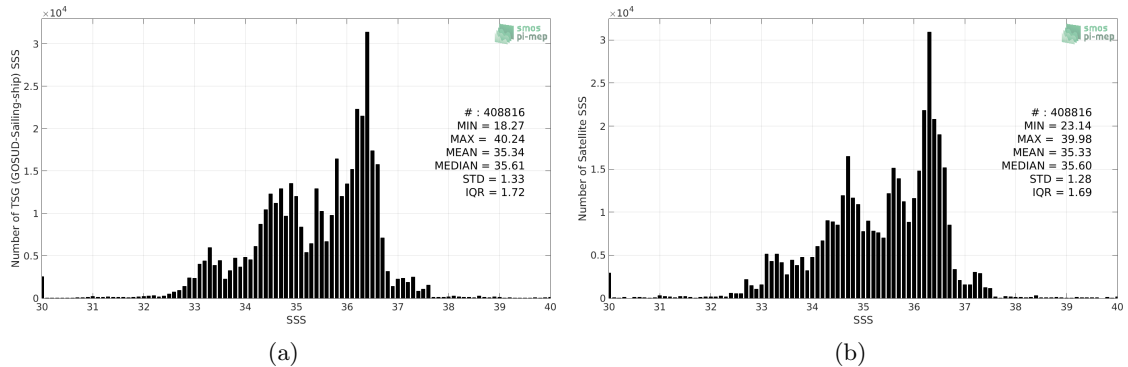 ×10⁴
smos
pi-mep
3
2.5
2
1.5
1
0.5
0
Number of TSG (GOSUD-Sailing-ship) SSS
# : 408816
MIN = 18.27
MAX = 40.24
MEAN = 35.34
MEDIAN = 35.61
STD = 1.33
IQR = 1.72
30 31 32 33 34 35 36 37 38 39 40
SSS
(a)
×10⁴
smos
pi-mep
3
2.5
2
1.5
1
0.5
0
Number of Satellite SSS
# : 408816
MIN = 23.14
MAX = 39.98
MEAN = 35.33
MEDIAN = 35.60
STD = 1.28
IQR = 1.69
30 31 32 33 34 35 36 37 38 39 40
SSS
(b)